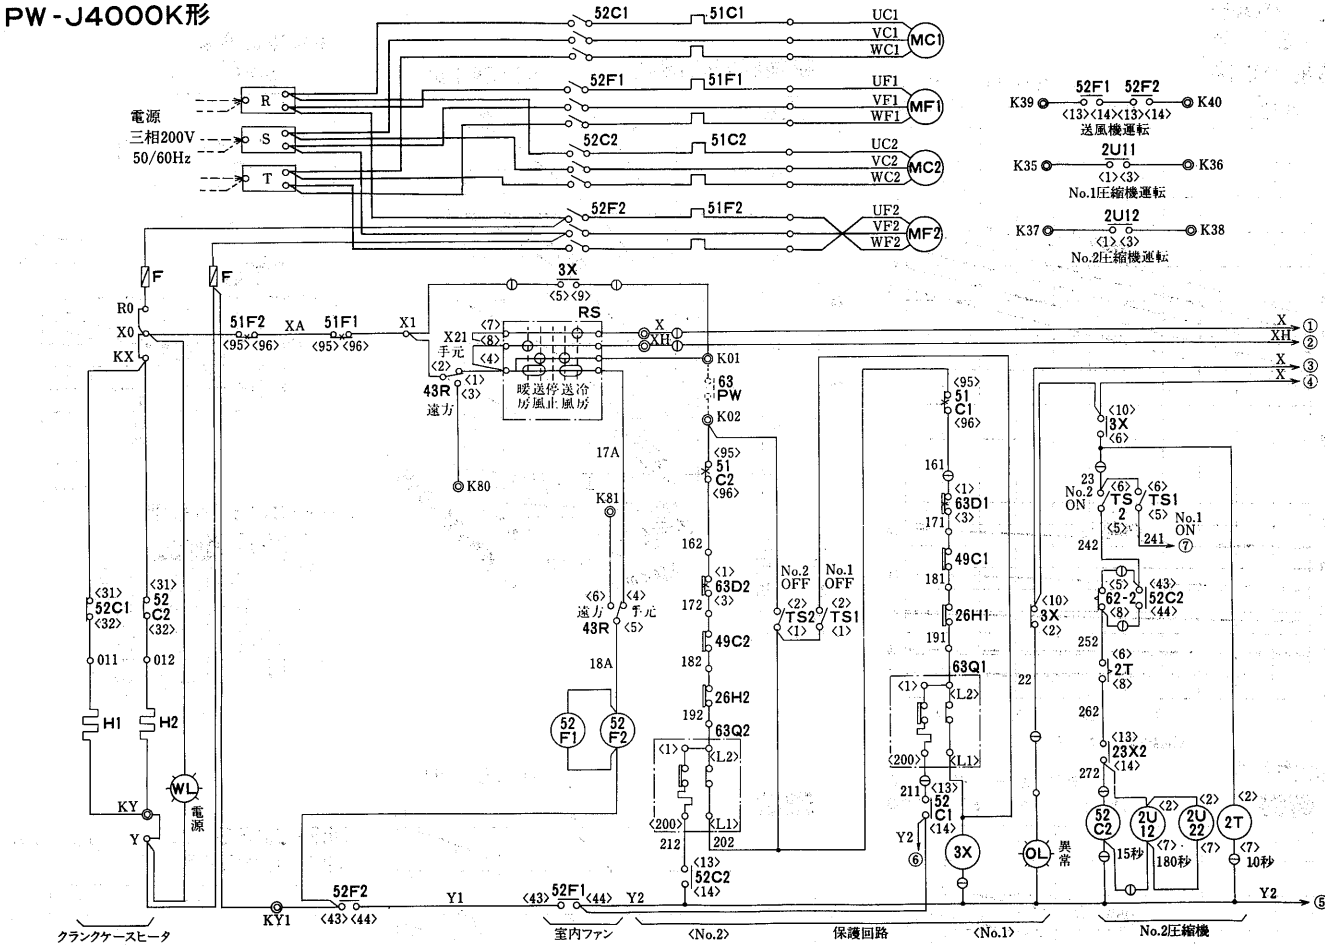 PW-J4000K形
52C1
51C1
UC1
VC1
WC1
MC1
52F1
51F1
UF1
VF1
WF1
MF1
52C2
51C2
UC2
VC2
WC2
MC2
52F2
51F2
UF2
VF2
WF2
MF2
電源
三相200V
50/60Hz
R
S
T
K39
52F1 52F2
K40
<13> <14> <13> <14>
送風機運転
K35
2U11
K36
<1> <3>
No.1圧縮機運転
K37
2U12
K38
<1> <3>
No.2圧縮機運転
F
F
R0
X0
KX
51F2
<95> <96>
XA
51F1
<95> <96>
X1
3X
<5> <9>
RS
X21
<7>
<8>
手元
<4>
<2>
<1>
<3>
43R
遠方
暖房
送風
停止
送風
冷房
X
XH
X ①
XH ②
X ③
X ④
K01
63
PW
K02
K80
17A
K81
<95>
51
C2
<96>
162
<1>
63D2
<3>
172
49C2
182
26H2
192
63Q2
<1>
<L2>
<200>
<L1>
212
202
<13>
52C2
<14>
No.2
OFF
<2>
TS2
<1>
No.1
OFF
<2>
TS1
<1>
<95>
51
C1
<96>
161
<1>
63D1
<3>
171
49C1
181
26H1
191
63Q1
<1>
<L2>
<200>
<L1>
211
<13>
52
C1
<14>
Y2
⑥
3X
<10>
3X
<2>
22
OL
異常
<10>
3X
<6>
23
No.2
ON
<6>
TS
2
<5>
<6>
TS1
<5>
No.1
ON
242
241
⑦
<5>
62-2
<8>
<43>
52C2
<44>
252
<6>
2T
<8>
262
<13>
23X2
<14>
272
52
C2
15秒
<2>
2U
12
<7>
180秒
<2>
2U
22
<7>
<2>
2T
<7>
10秒
<31>
52C1
<32>
<31>
52
C2
<32>
011
012
H1
H2
KY
Y
WL
電源
<6>
遠方
43R
<4>
手元
<5>
18A
52
F1
52
F2
KY1
52F2
<43> <44>
Y1
52F1
<43> <44>
Y2
Y2
⑤
クランクケースヒータ
室内ファン
<No.2>
保護回路
<No.1>
No.2圧縮機